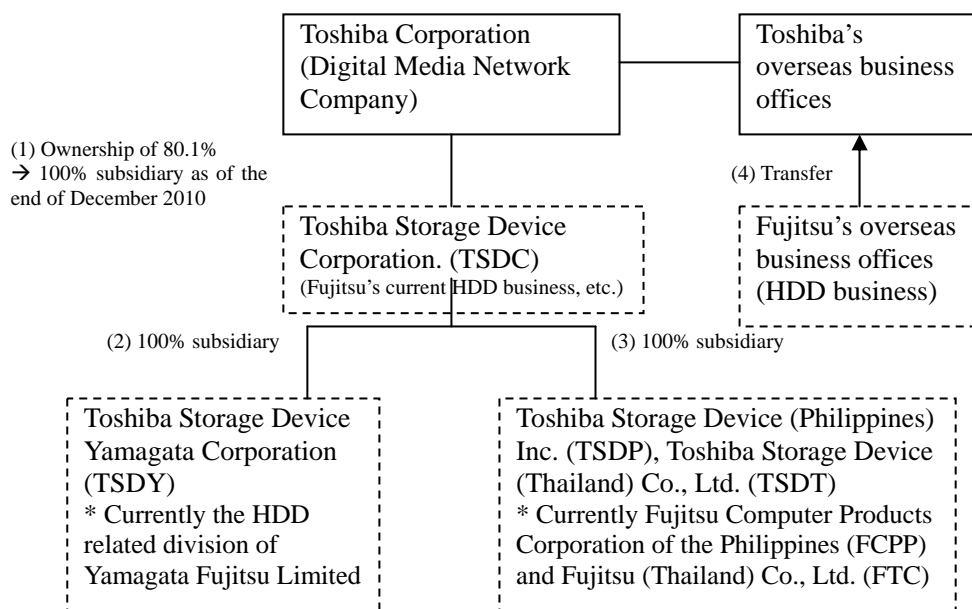 Toshiba Corporation
(Digital Media Network
Company)
Toshiba's
overseas business
offices
(1) Ownership of 80.1%
→ 100% subsidiary as of the
end of December 2010
(4) Transfer
Toshiba Storage Device
Corporation. (TSDC)
(Fujitsu's current HDD business, etc.)
Fujitsu's overseas
business offices
(HDD business)
(2) 100% subsidiary
(3) 100% subsidiary
Toshiba Storage Device
Yamagata Corporation
(TSDY)
* Currently the HDD
related division of
Yamagata Fujitsu Limited
Toshiba Storage Device (Philippines)
Inc. (TSDP), Toshiba Storage Device
(Thailand) Co., Ltd. (TSDT)
* Currently Fujitsu Computer Products
Corporation of the Philippines (FCPP)
and Fujitsu (Thailand) Co., Ltd. (FTC)